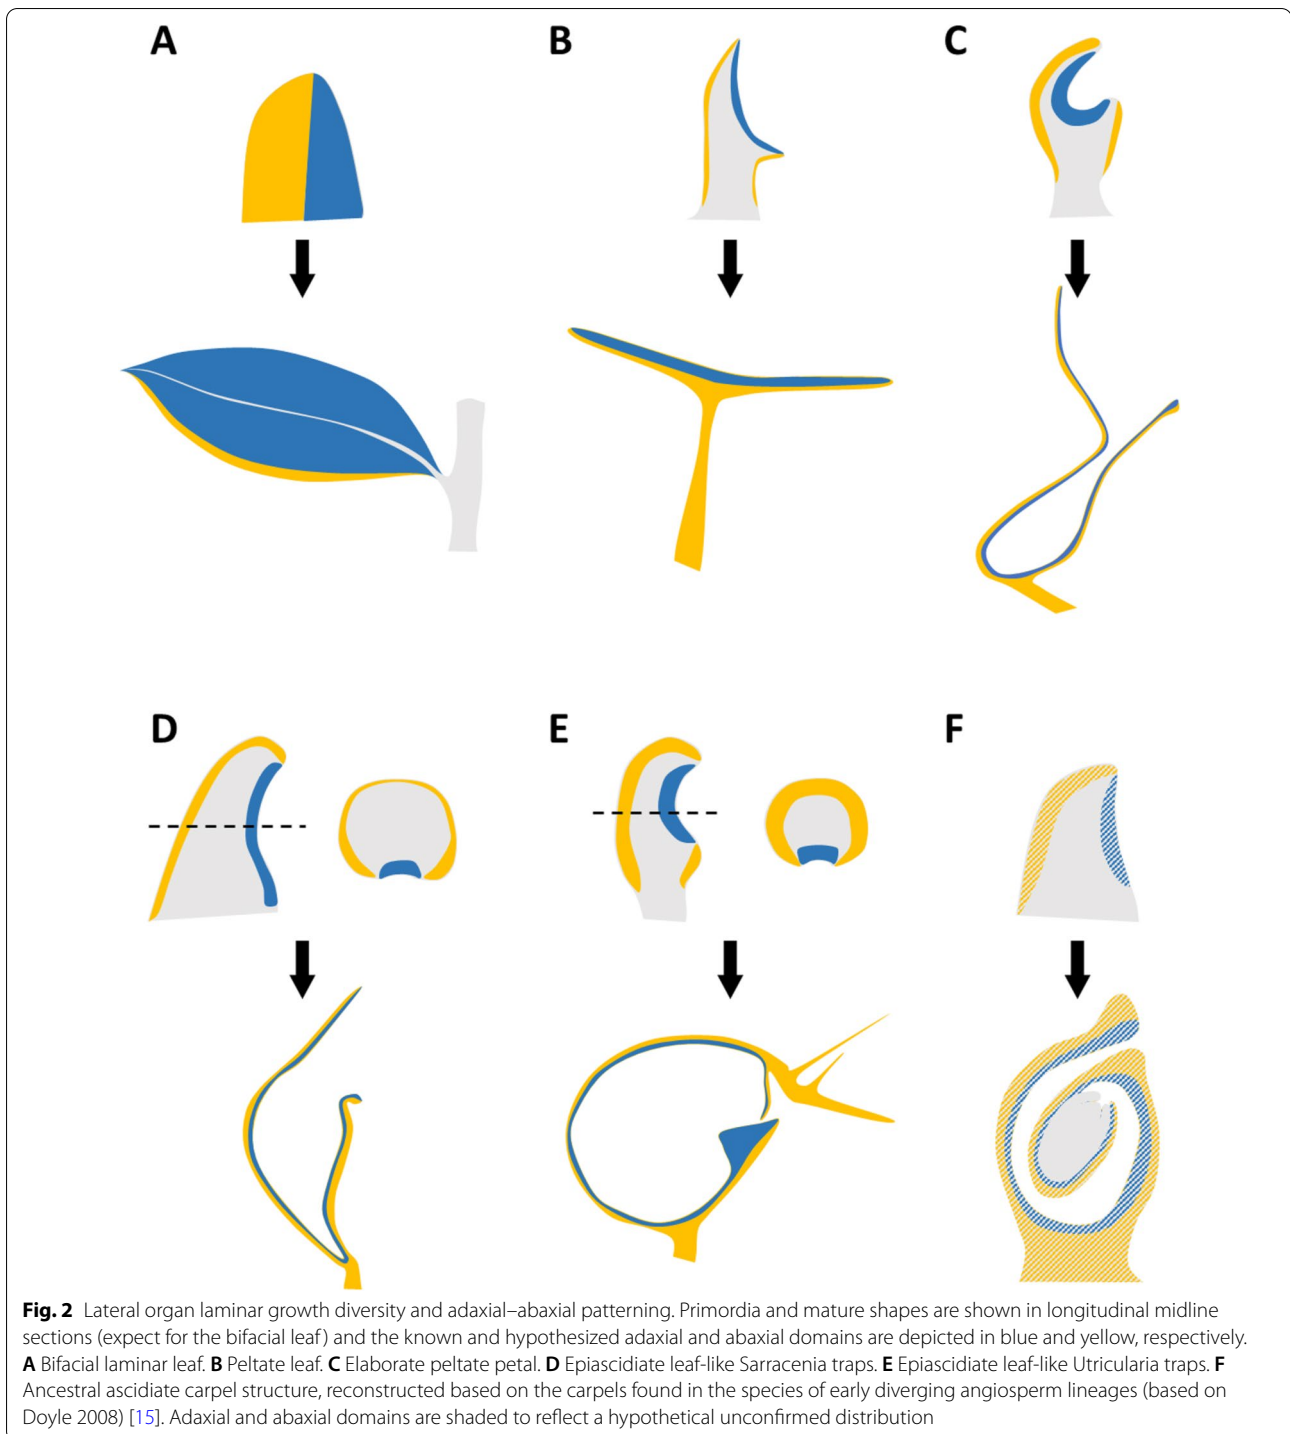 A
B
C
D
E
F
Fig. 2 Lateral organ laminar growth diversity and adaxial–abaxial patterning. Primordia and mature shapes are shown in longitudinal midline
sections (expect for the bifacial leaf) and the known and hypothesized adaxial and abaxial domains are depicted in blue and yellow, respectively.
A Bifacial laminar leaf. B Peltate leaf. C Elaborate peltate petal. D Epiascidiate leaf-like Sarracenia traps. E Epiascidiate leaf-like Utricularia traps. F
Ancestral ascidiate carpel structure, reconstructed based on the carpels found in the species of early diverging angiosperm lineages (based on
Doyle 2008) [15]. Adaxial and abaxial domains are shaded to reflect a hypothetical unconfirmed distribution